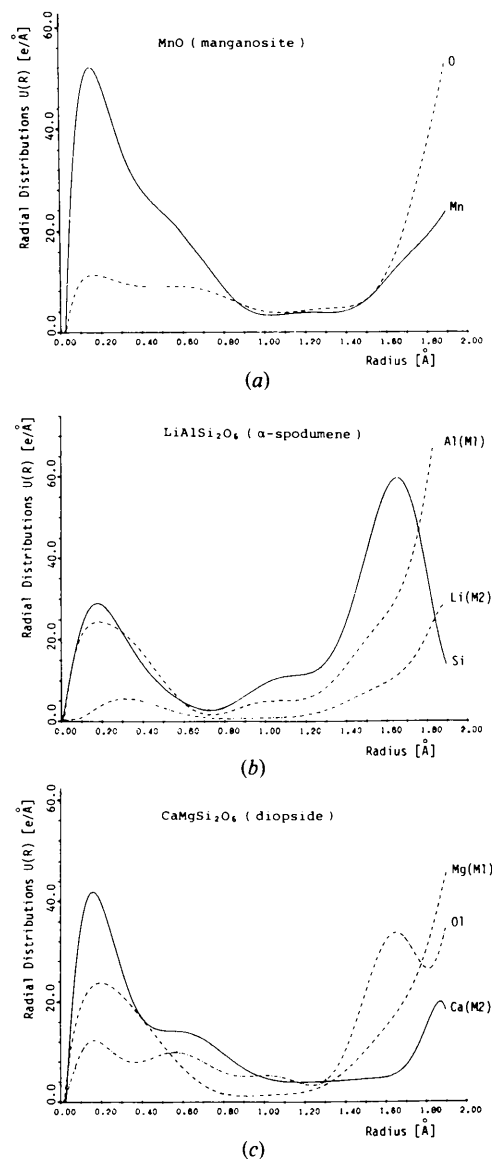 60.0
MnO (manganosite)
O
Radial Distributions U(R) [e/Å]
40.0
Mn
20.0
0.0
0.00 0.20 0.40 0.60 0.80 1.00 1.20 1.40 1.60 1.80 2.00
Radius [Å]
(a)
LiAlSi₂O₆ (α-spodumene)
60.0
Al(M1)
Radial Distributions U(R) [e/Å]
40.0
Li(M2)
20.0
Si
0.0
0.00 0.20 0.40 0.60 0.80 1.00 1.20 1.40 1.60 1.80 2.00
Radius [Å]
(b)
60.0
CaMgSi₂O₆ (diopside)
Radial Distributions U(R) [e/Å]
Mg(M1)
40.0
O1
20.0
Ca(M2)
0.0
0.00 0.20 0.40 0.60 0.80 1.00 1.20 1.40 1.60 1.80 2.00
Radius [Å]
(c)